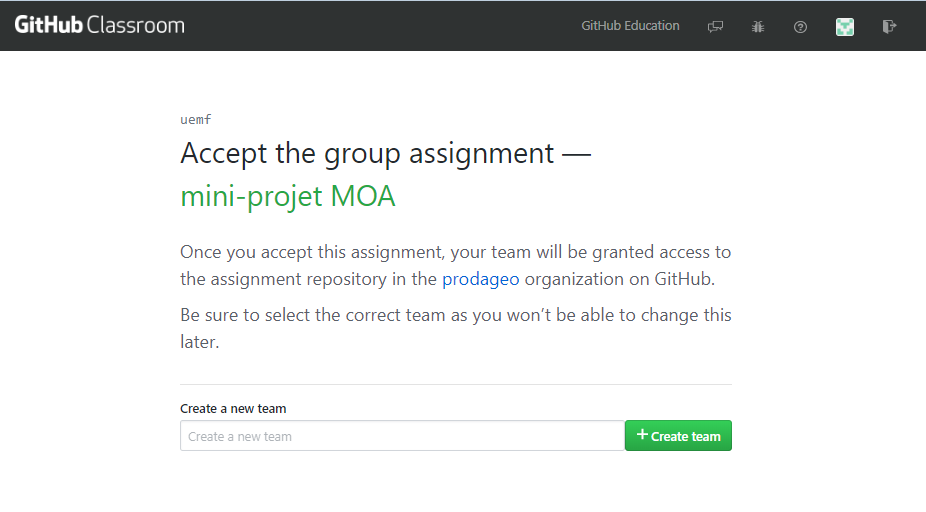 GitHub Classroom
GitHub Education
uemf
Accept the group assignment —
mini-projet MOA
Once you accept this assignment, your team will be granted access to
the assignment repository in the prodageo organization on GitHub.
Be sure to select the correct team as you won’t be able to change this
later.
Create a new team
Create a new team
+ Create team